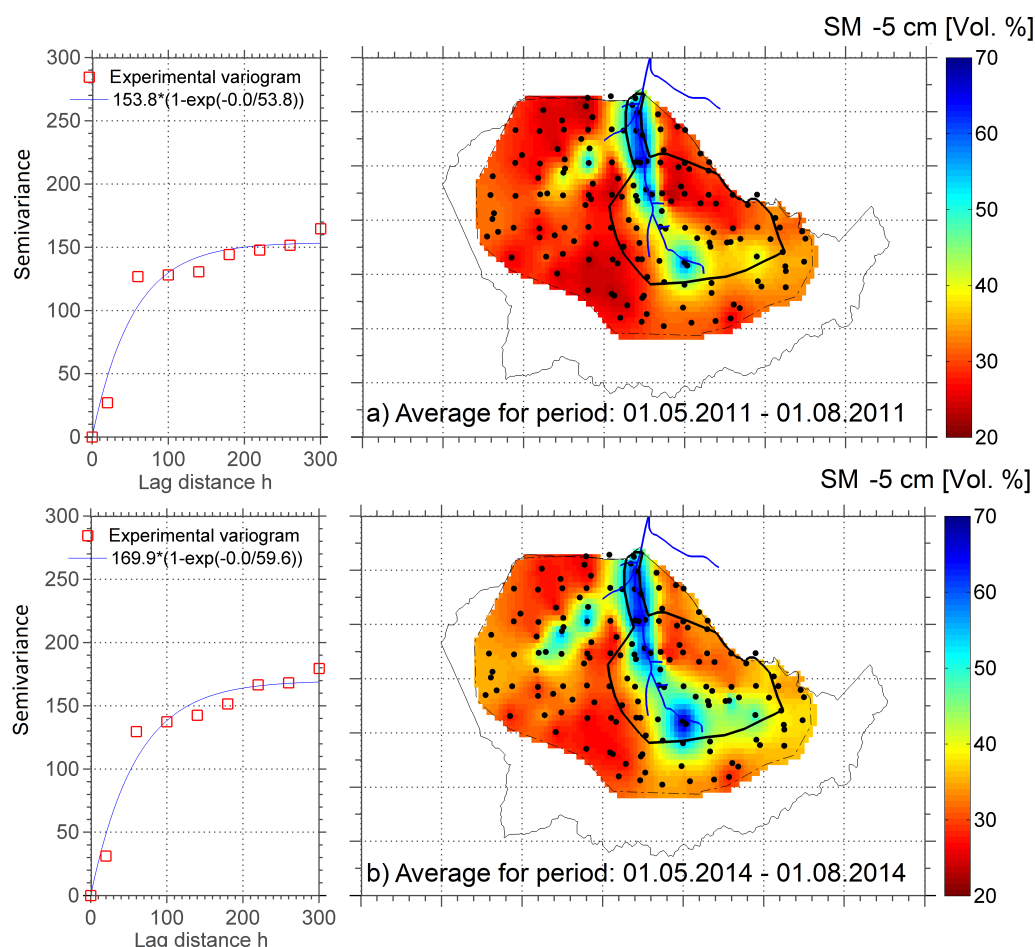 SM -5 cm [Vol. %]
300
250
200
150
100
50
0
Semivariance
Experimental variogram
153.8*(1-exp(-0.0/53.8))
0
100
200
300
Lag distance h
a) Average for period: 01.05.2011 - 01.08.2011
70
60
50
40
30
20
SM -5 cm [Vol. %]
300
250
200
150
100
50
0
Semivariance
Experimental variogram
169.9*(1-exp(-0.0/59.6))
0
100
200
300
Lag distance h
b) Average for period: 01.05.2014 - 01.08.2014
70
60
50
40
30
20